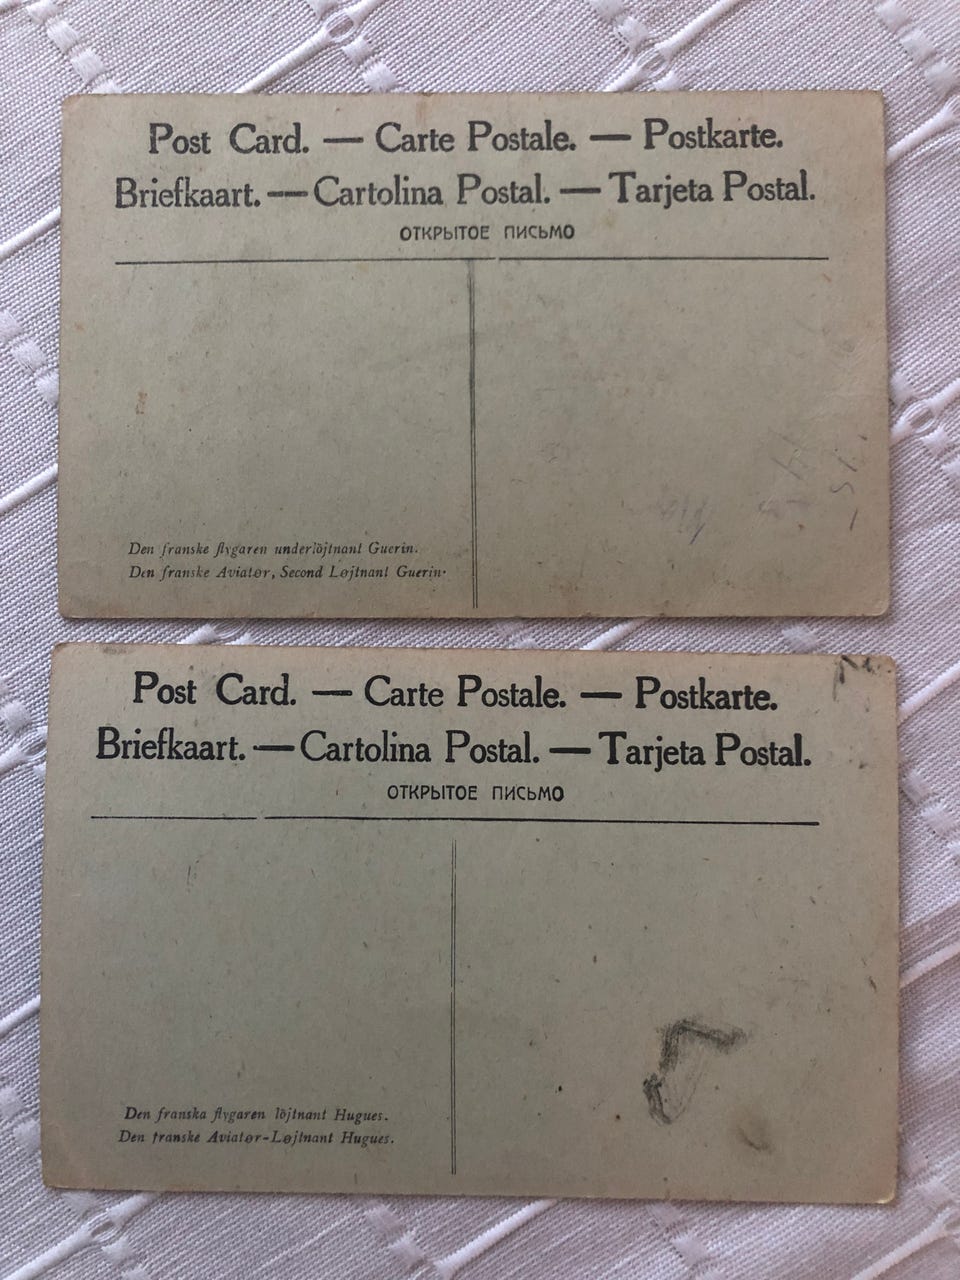 Post Card. — Carte Postale. — Postkarte.
Briefkaart. — Cartolina Postal. — Tarjeta Postal.
ОТКРЫТОЕ ПИСЬМО
Den franske flygaren underlöjtnant Guerin.
Den franske Aviatør, Second Løjtnant Guerin.
Post Card. — Carte Postale. — Postkarte.
Briefkaart. — Cartolina Postal. — Tarjeta Postal.
ОТКРЫТОЕ ПИСЬМО
Den franska flygaren löjtnant Hugues.
Den franske Aviatør-Løjtnant Hugues.